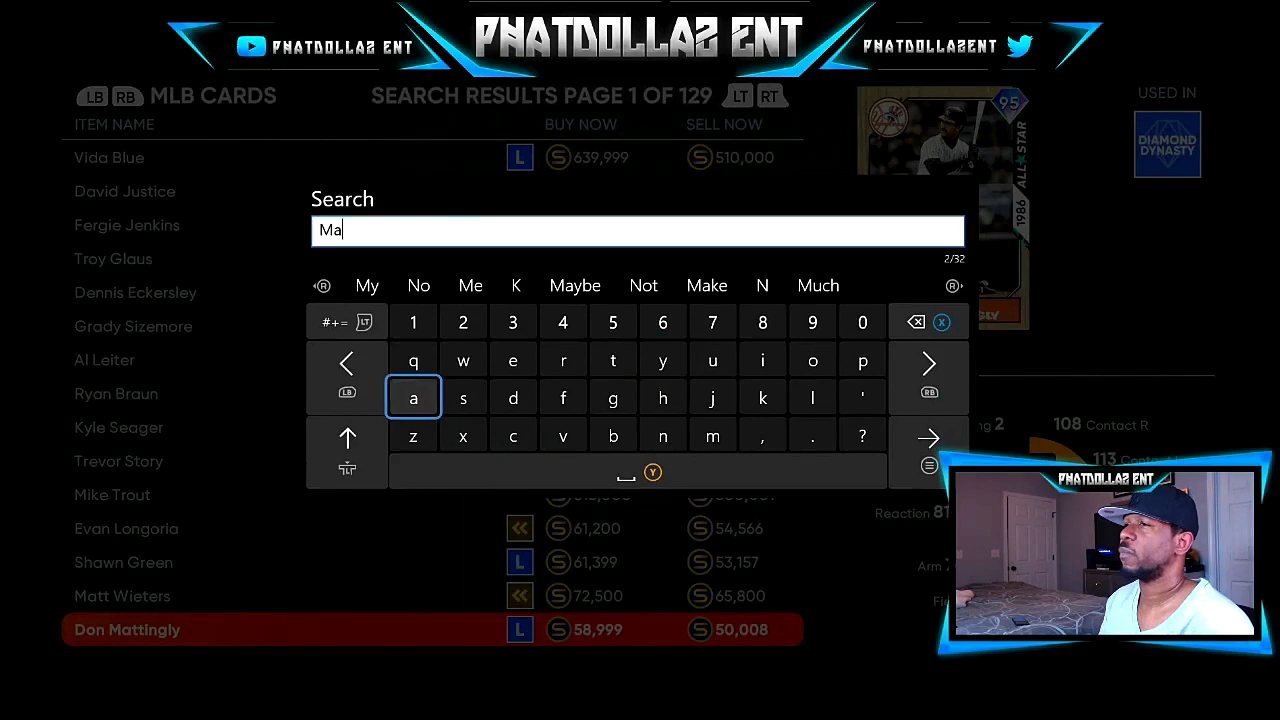 PHATDOLLAZ ENT
PHATDOLLAZ ENT
PHATDOLLAZENT
LB RB MLB CARDS
SEARCH RESULTS PAGE 1 OF 129 LT RT
USED IN
ITEM NAME BUY NOW SELL NOW
95
DIAMOND
DYNASTY
1986 ALL★STAR
Vida Blue L S 639,999 S 510,000
David Justice
Fergie Jenkins
Troy Glaus
Dennis Eckersley
Grady Sizemore
Al Leiter
Ryan Braun
Kyle Seager
Trevor Story
Mike Trout
Evan Longoria S 61,200 S 54,566
Shawn Green L S 61,399 S 53,157
Matt Wieters S 72,500 S 65,800
Don Mattingly L S 58,999 S 50,008
Search
Ma
2/32
R My No Me K Maybe Not Make N Much R
#+= LT 1 2 3 4 5 6 7 8 9 0 X
q w e r t y u i o p
LB a s d f g h j k l ' RB
z x c v b n m , . ?
Y
108 Contact R
113
Reaction 81
Arm
PHATDOLLAZ ENT